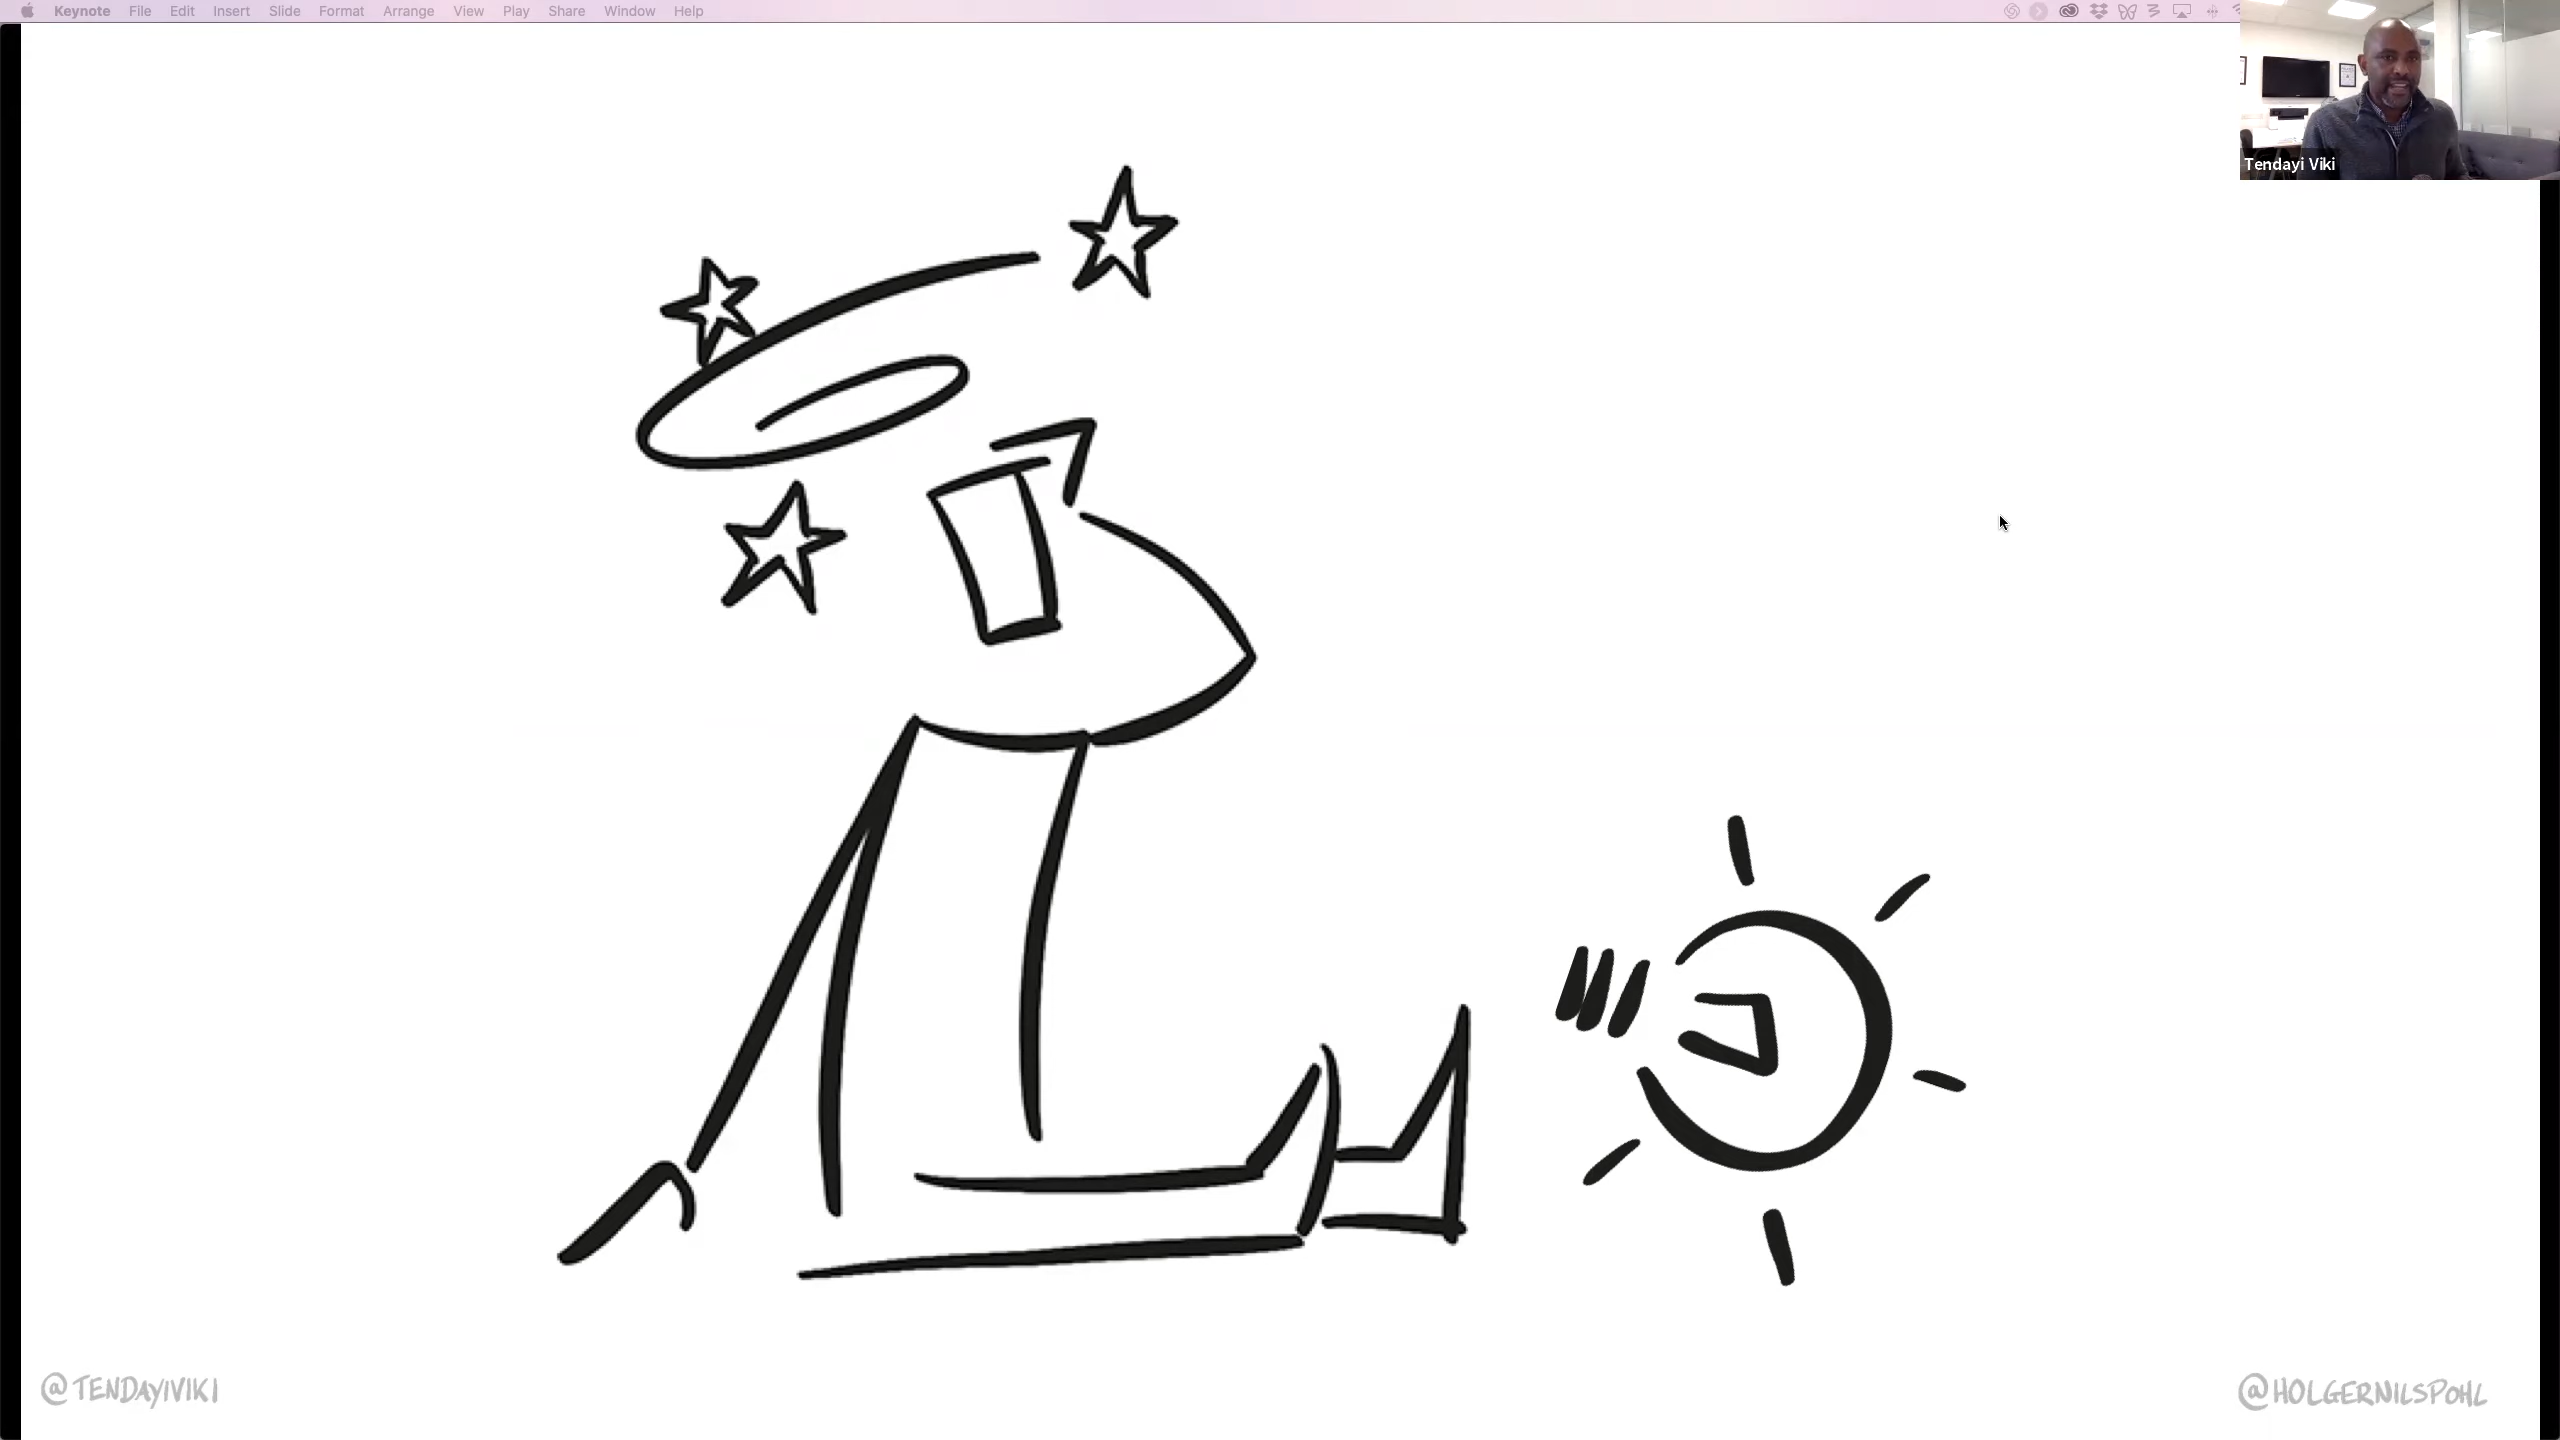 Keynote File Edit Insert Slide Format Arrange View Play Share Window Help
Tendayi Viki
@TENDAYIVIKI
@HOLGERNILSPOHL